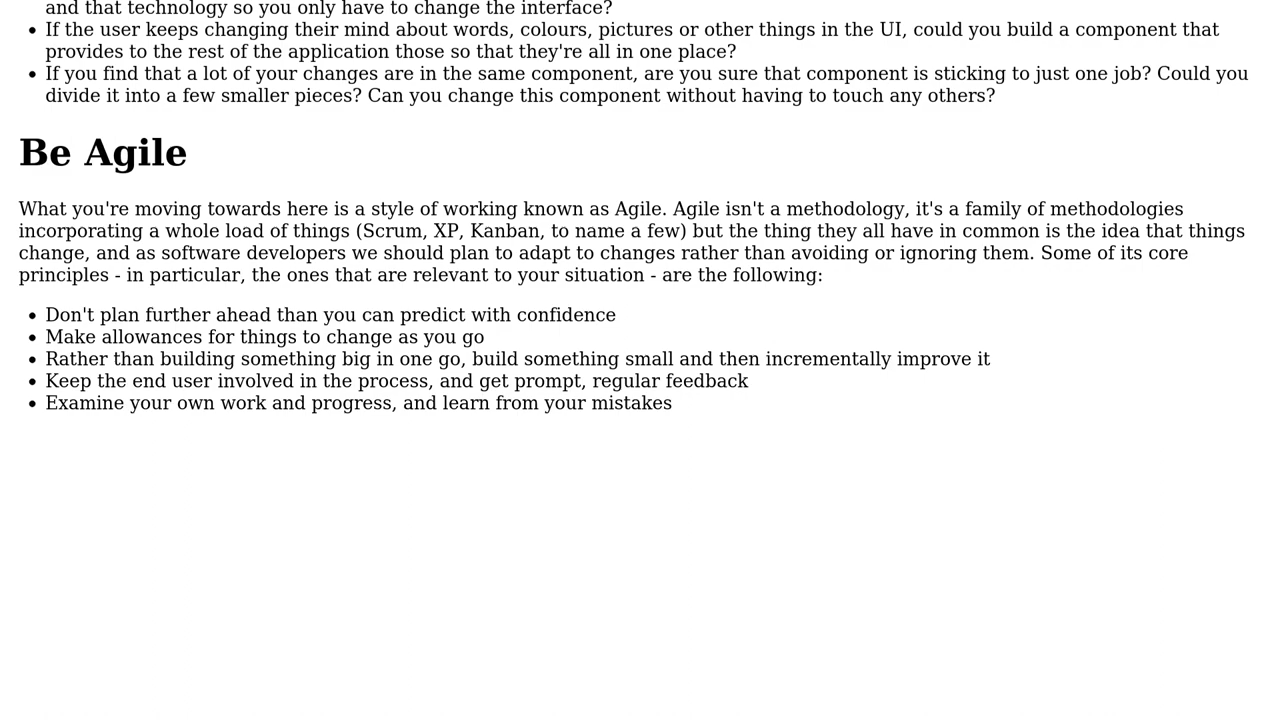 and that technology so you only have to change the interface?
• If the user keeps changing their mind about words, colours, pictures or other things in the UI, could you build a component that
provides to the rest of the application those so that they're all in one place?
• If you find that a lot of your changes are in the same component, are you sure that component is sticking to just one job? Could you
divide it into a few smaller pieces? Can you change this component without having to touch any others?
Be Agile
What you're moving towards here is a style of working known as Agile. Agile isn't a methodology, it's a family of methodologies
incorporating a whole load of things (Scrum, XP, Kanban, to name a few) but the thing they all have in common is the idea that things
change, and as software developers we should plan to adapt to changes rather than avoiding or ignoring them. Some of its core
principles - in particular, the ones that are relevant to your situation - are the following:
• Don't plan further ahead than you can predict with confidence
• Make allowances for things to change as you go
• Rather than building something big in one go, build something small and then incrementally improve it
• Keep the end user involved in the process, and get prompt, regular feedback
• Examine your own work and progress, and learn from your mistakes